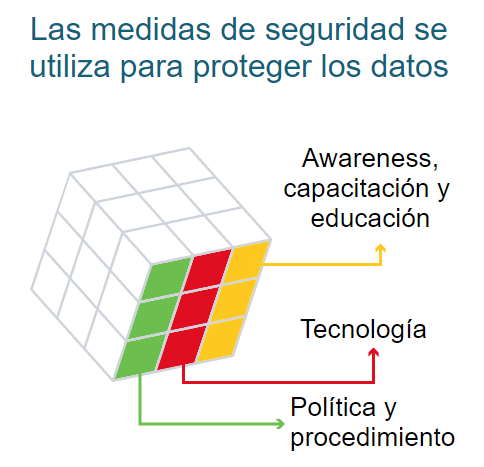 Las medidas de seguridad se
utiliza para proteger los datos
Awareness,
capacitación y
educación
Tecnología
Política y
procedimiento